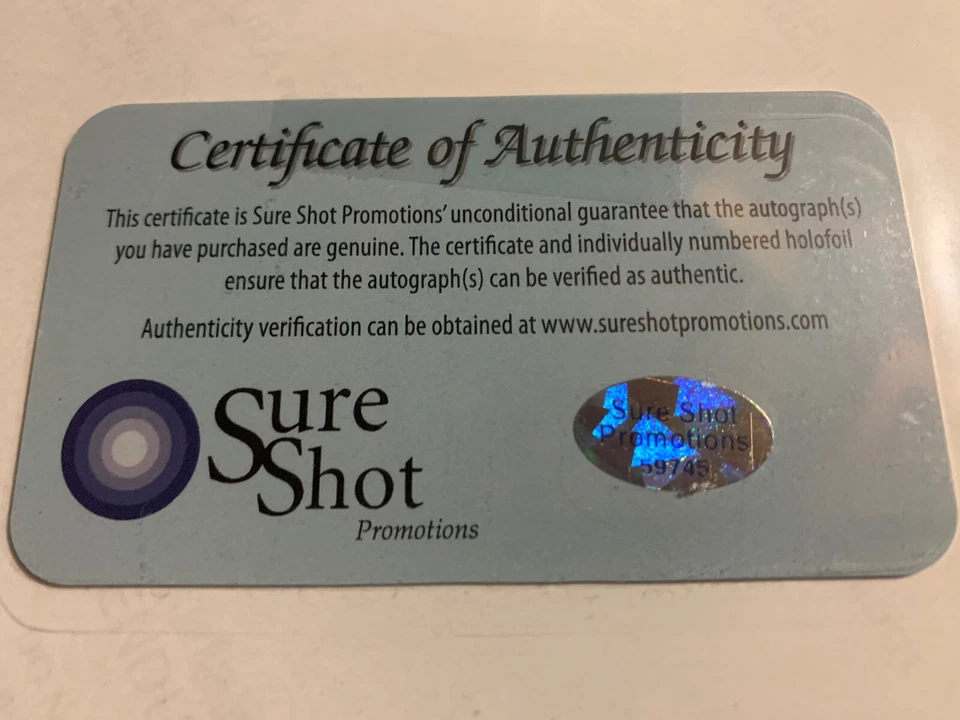 Certificate of Authenticity
This certificate is Sure Shot Promotions' unconditional guarantee that the autograph(s)
you have purchased are genuine. The certificate and individually numbered holofoil
ensure that the autograph(s) can be verified as authentic.
Authenticity verification can be obtained at www.sureshotpromotions.com
Sure
Shot
Promotions
Sure Shot
Promotions
59745